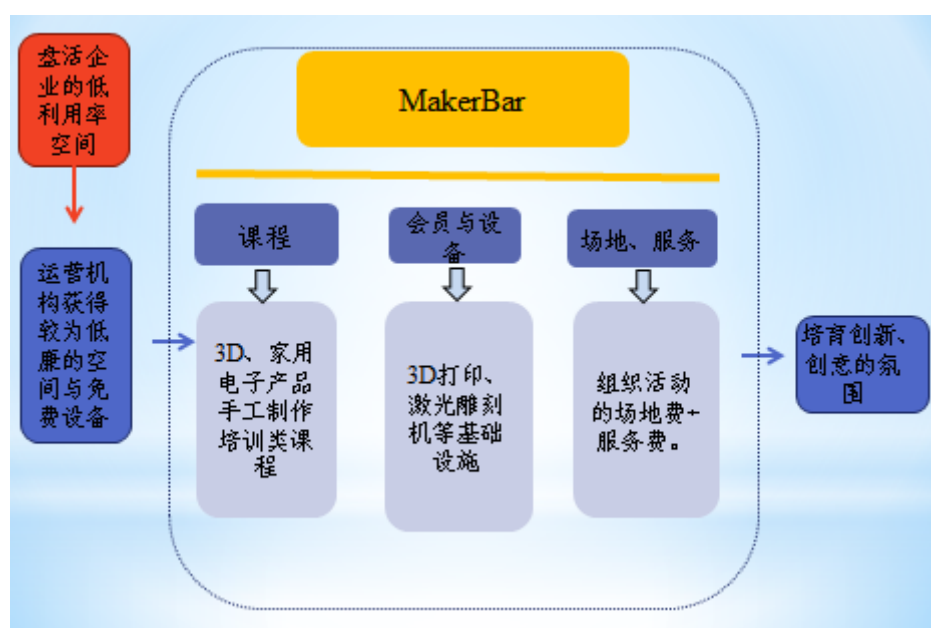 盘活企
业的低
利用率
空间
运营机
构获得
较为低
廉的空
间与免
费设备
MakerBar
课程
会员与设
备
场地、服务
3D、家用
电子产品
手工制作
培训类课
程
3D打印、
激光雕刻
机等基础
设施
组织活动
的场地费+
服务费。
培育创新、
创意的氛
围